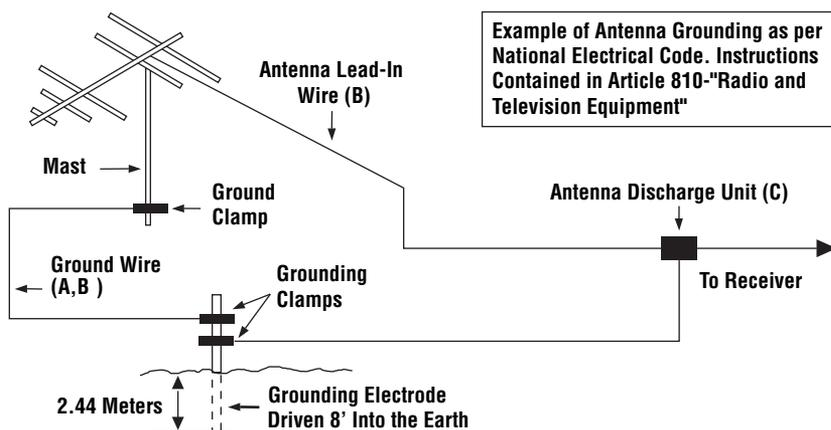 Example of Antenna Grounding as per
National Electrical Code. Instructions
Contained in Article 810-"Radio and
Television Equipment"
Antenna Lead-In
Wire (B)
Mast
Ground
Clamp
Antenna Discharge Unit (C)
Ground Wire
(A,B )
Grounding
Clamps
To Receiver
2.44 Meters
Grounding Electrode
Driven 8' Into the Earth